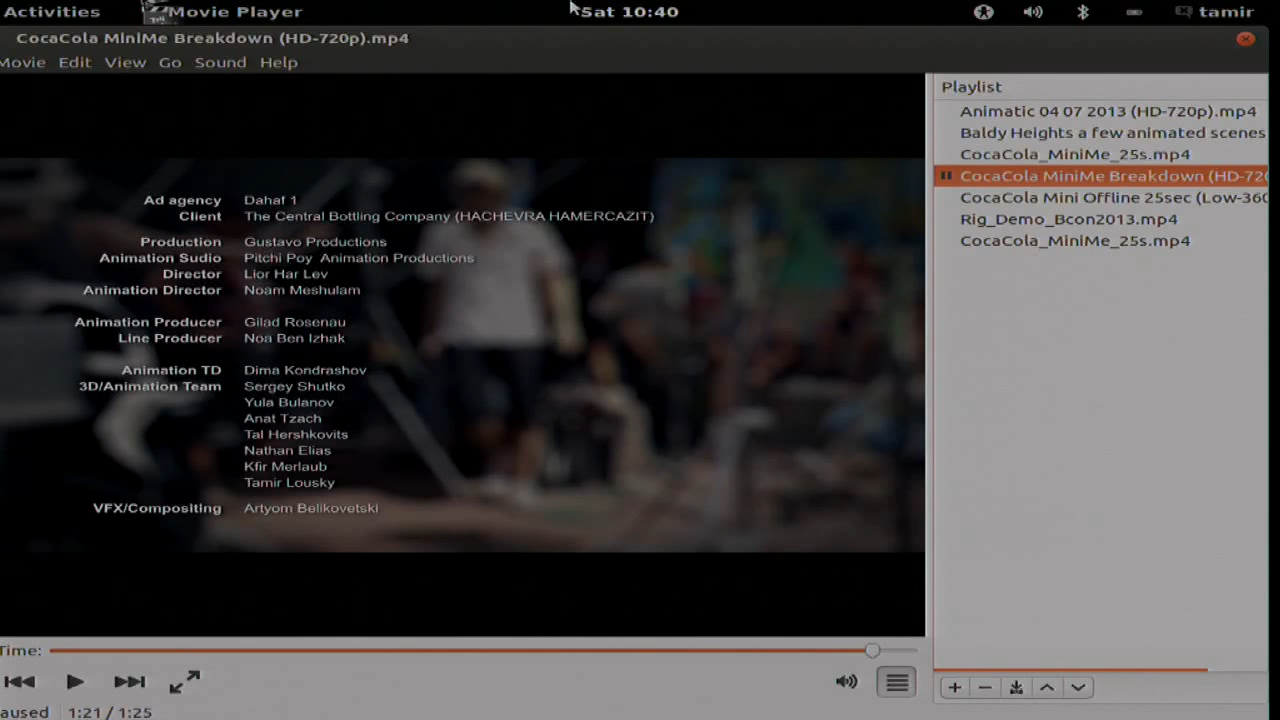 Activities Movie Player Sat 10:40 tamir
CocaCola MiniMe Breakdown (HD-720p).mp4
Movie Edit View Go Sound Help
Ad agency Dahaf 1
Client The Central Bottling Company (HACHEVRA HAMERCAZIT)
Production Gustavo Productions
Animation Sudio Pitchi Poy Animation Productions
Director Lior Har Lev
Animation Director Noam Meshulam
Animation Producer Gilad Rosenau
Line Producer Noa Ben Izhak
Animation TD Dima Kondrashov
3D/Animation Team Sergey Shutko
Yula Bulanov
Anat Tzach
Tal Hershkovits
Nathan Elias
Kfir Merlaub
Tamir Lousky
VFX/Compositing Artyom Belikovetski
Playlist
Animatic 04 07 2013 (HD-720p).mp4
Baldy Heights a few animated scenes
CocaCola_MiniMe_25s.mp4
CocaCola MiniMe Breakdown (HD-720
CocaCola Mini Offline 25sec (Low-360
Rig_Demo_Bcon2013.mp4
CocaCola_MiniMe_25s.mp4
Time:
aused 1:21 / 1:25